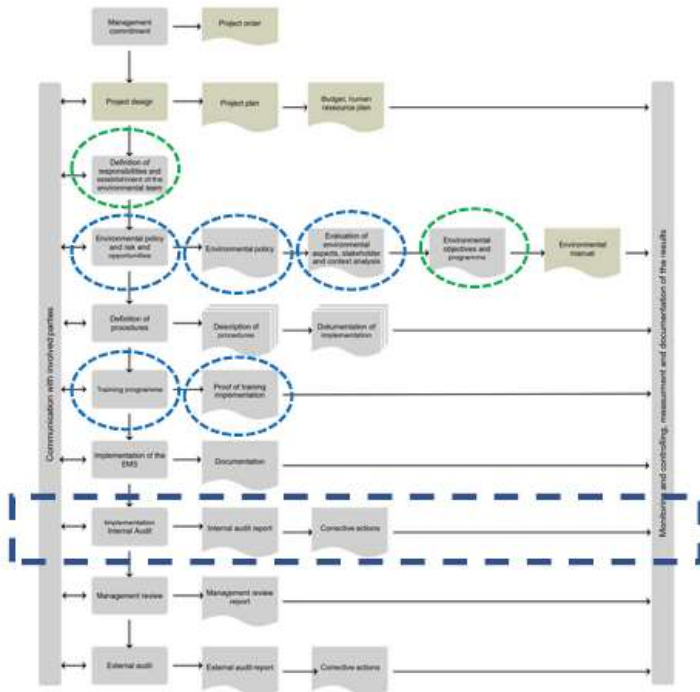 Management
commitment
Project order
Project design
Project plan
Budget, human
ressource plan
Definition of
responsibilities and
establishment of the
environmental team
Environmental policy
and risk and
opportunities
Environmental policy
Evaluation of
environmental
aspects, stakeholder
and context analysis
Environmental
objectives and
programme
Environmental
manual
Definition of
procedures
Description of
procedures
Dokumentation of
implementation
Training programme
Proof of training
implementation
Implementation of the
EMS
Documentation
Implementation
Internal Audit
Internal audit report
Corrective actions
Management review
Management review
report
External audit
External audit report
Corrective actions
Communication with involved parties
Monitoring and controlling, measurment and documentation of the results